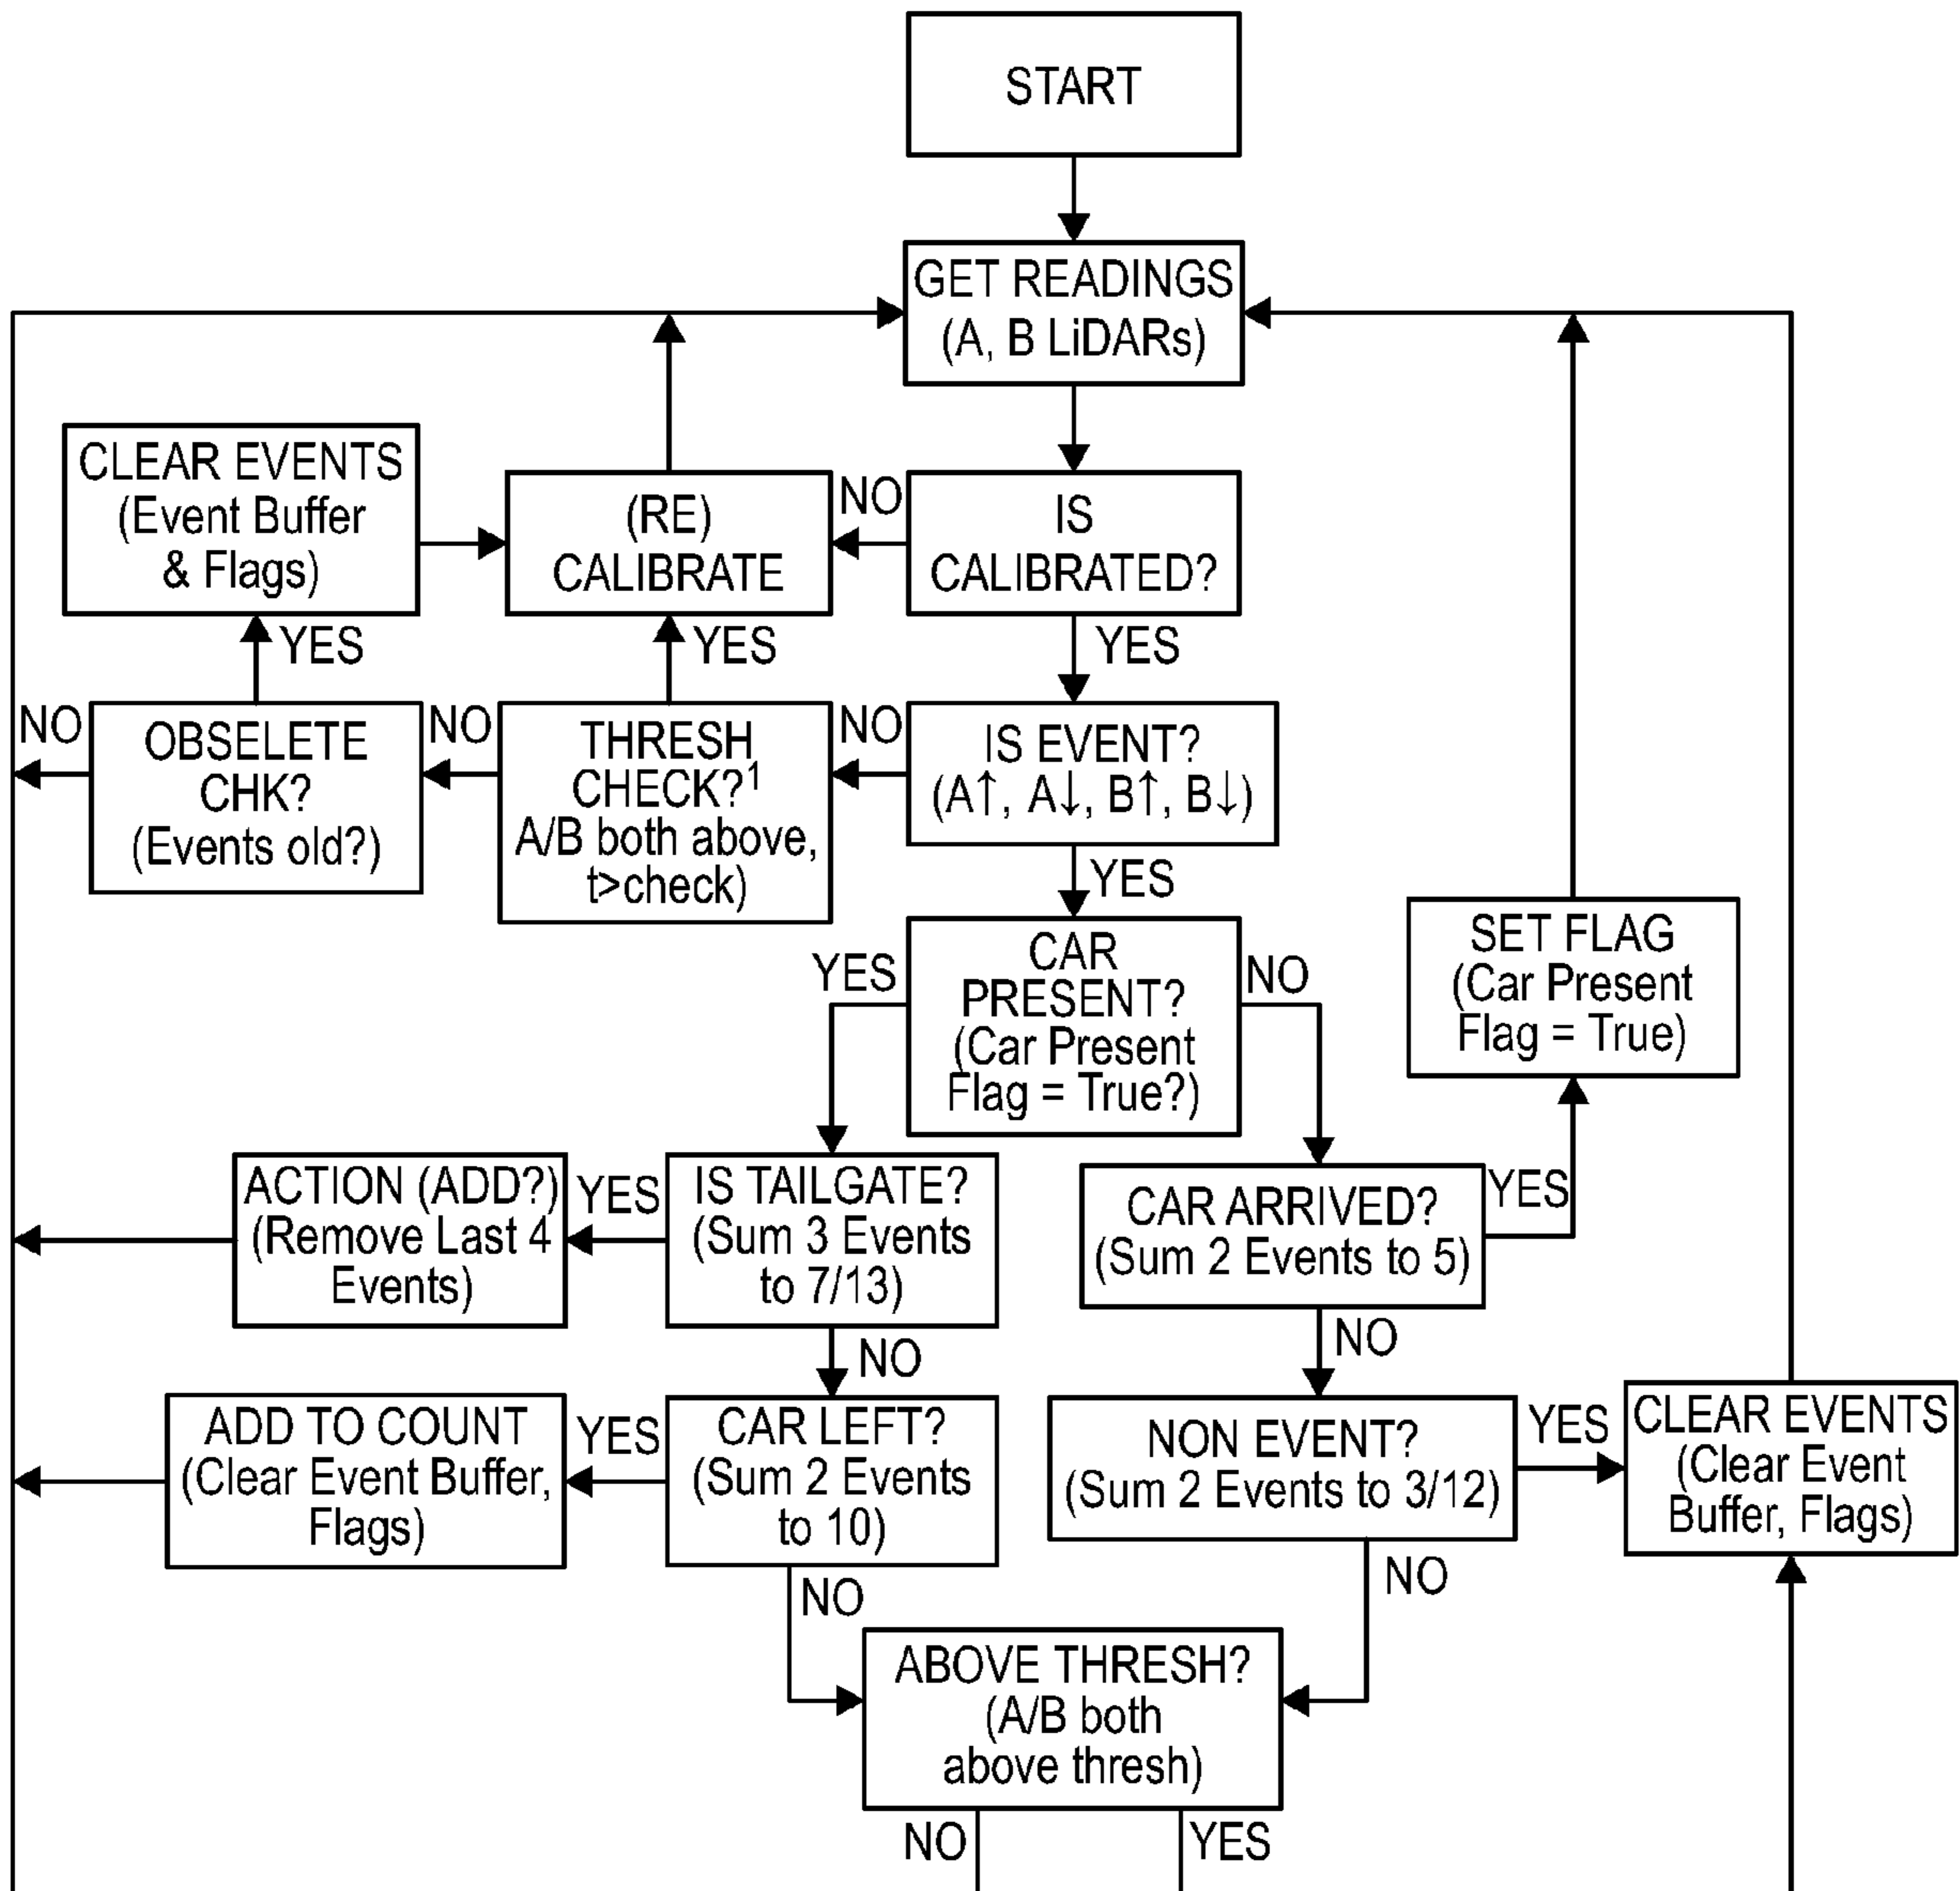 START
GET READINGS
(A, B LiDARs)
CLEAR EVENTS
(Event Buffer
& Flags)
(RE)
CALIBRATE
NO
IS
CALIBRATED?
YES
YES
YES
NO
OBSELETE
CHK?
(Events old?)
NO
THRESH
CHECK?¹
A/B both above,
t>check)
NO
IS EVENT?
(A↑, A↓, B↑, B↓)
YES
YES
CAR
PRESENT?
(Car Present
Flag = True?)
NO
SET FLAG
(Car Present
Flag = True)
ACTION (ADD?)
(Remove Last 4
Events)
YES
IS TAILGATE?
(Sum 3 Events
to 7/13)
CAR ARRIVED?
(Sum 2 Events to 5)
YES
NO
NO
ADD TO COUNT
(Clear Event Buffer,
Flags)
YES
CAR LEFT?
(Sum 2 Events
to 10)
NON EVENT?
(Sum 2 Events to 3/12)
YES
CLEAR EVENTS
(Clear Event
Buffer, Flags)
NO
NO
ABOVE THRESH?
(A/B both
above thresh)
NO
YES